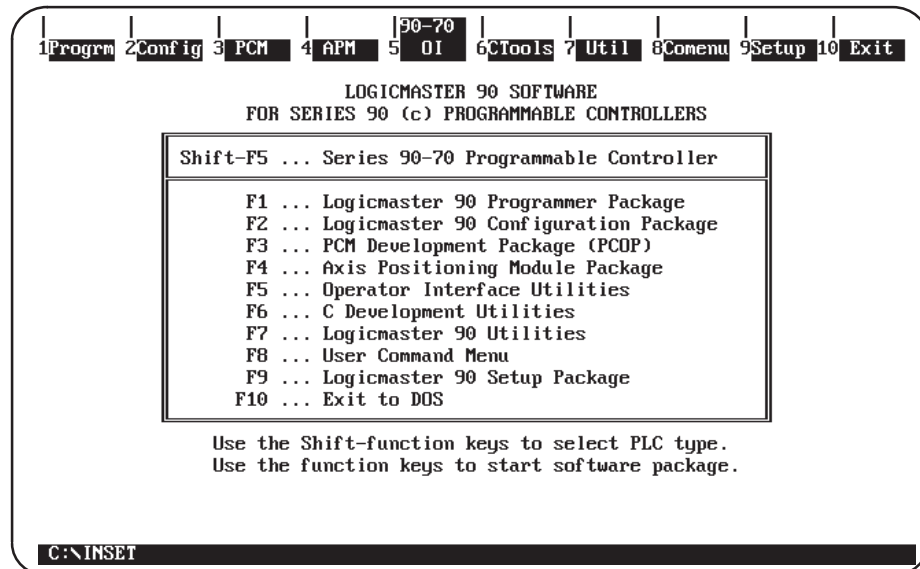 90-70
1Progrm 2Config 3 PCM 4 APM 5 OI 6CTools 7 Util 8Comenu 9Setup 10 Exit
LOGICMASTER 90 SOFTWARE
FOR SERIES 90 (c) PROGRAMMABLE CONTROLLERS
Shift-F5 ... Series 90-70 Programmable Controller
F1 ... Logicmaster 90 Programmer Package
F2 ... Logicmaster 90 Configuration Package
F3 ... PCM Development Package (PCOP)
F4 ... Axis Positioning Module Package
F5 ... Operator Interface Utilities
F6 ... C Development Utilities
F7 ... Logicmaster 90 Utilities
F8 ... User Command Menu
F9 ... Logicmaster 90 Setup Package
F10 ... Exit to DOS
Use the Shift-function keys to select PLC type.
Use the function keys to start software package.
C:\INSET